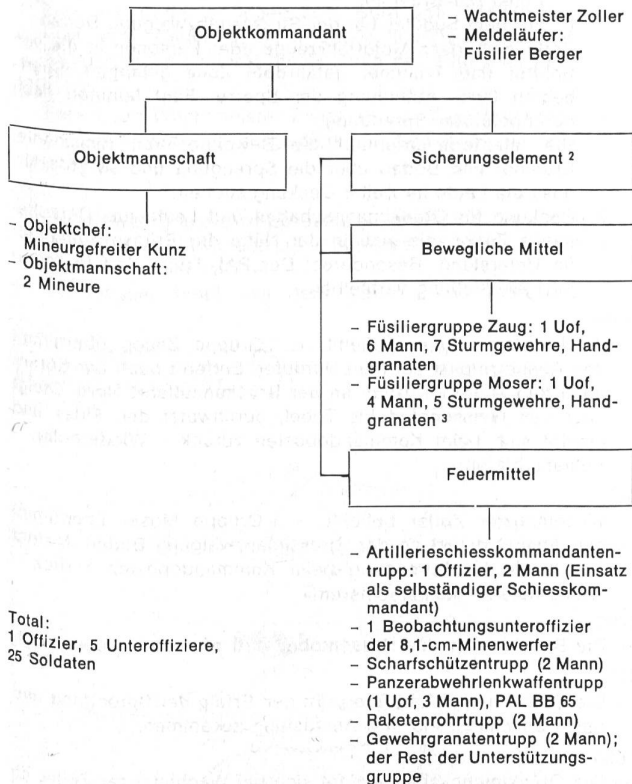 Objektkommandant
– Wachtmeister Zoller
– Meldeläufer:
Füsilier Berger
Objektmannschaft
Sicherungselement ²
– Objektchef:
Mineurgefreiter Kunz
– Objektmannschaft:
2 Mineure
Bewegliche Mittel
– Füsiliergruppe Zaug: 1 Uof,
6 Mann, 7 Sturmgewehre, Hand-
granaten
– Füsiliergruppe Moser: 1 Uof,
4 Mann, 5 Sturmgewehre, Hand-
granaten ³
Feuermittel
– Artillerieschiesskommandanten-
trupp: 1 Offizier, 2 Mann (Einsatz
als selbständiger Schiesskom-
mandant)
– 1 Beobachtungsunteroffizier
der 8,1-cm-Minenwerfer
– Scharfschützentrupp (2 Mann)
– Panzerabwehrlenkwaffentrupp
(1 Uof, 3 Mann), PAL BB 65
– Raketenrohrtrupp (2 Mann)
– Gewehrgranatentrupp (2 Mann);
der Rest der Unterstützungs-
gruppe
Total:
1 Offizier, 5 Unteroffiziere,
25 Soldaten